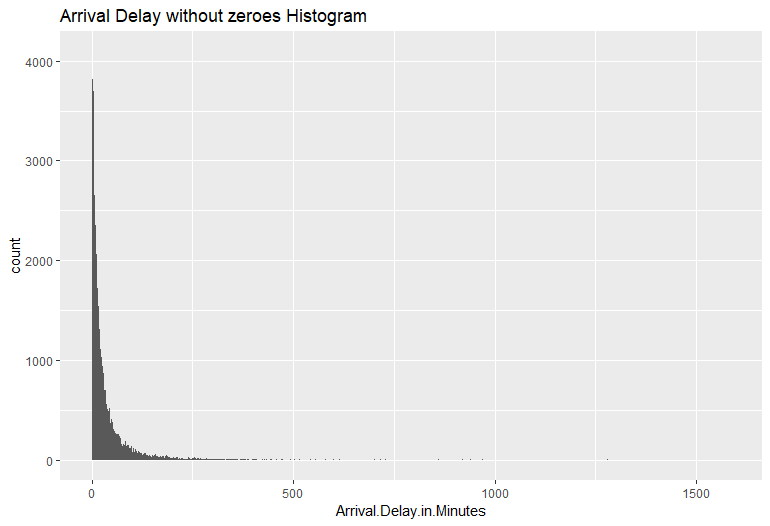 Arrival Delay without zeroes Histogram
4000
3000
2000
1000
0
count
0 500 1000 1500
Arrival.Delay.in.Minutes